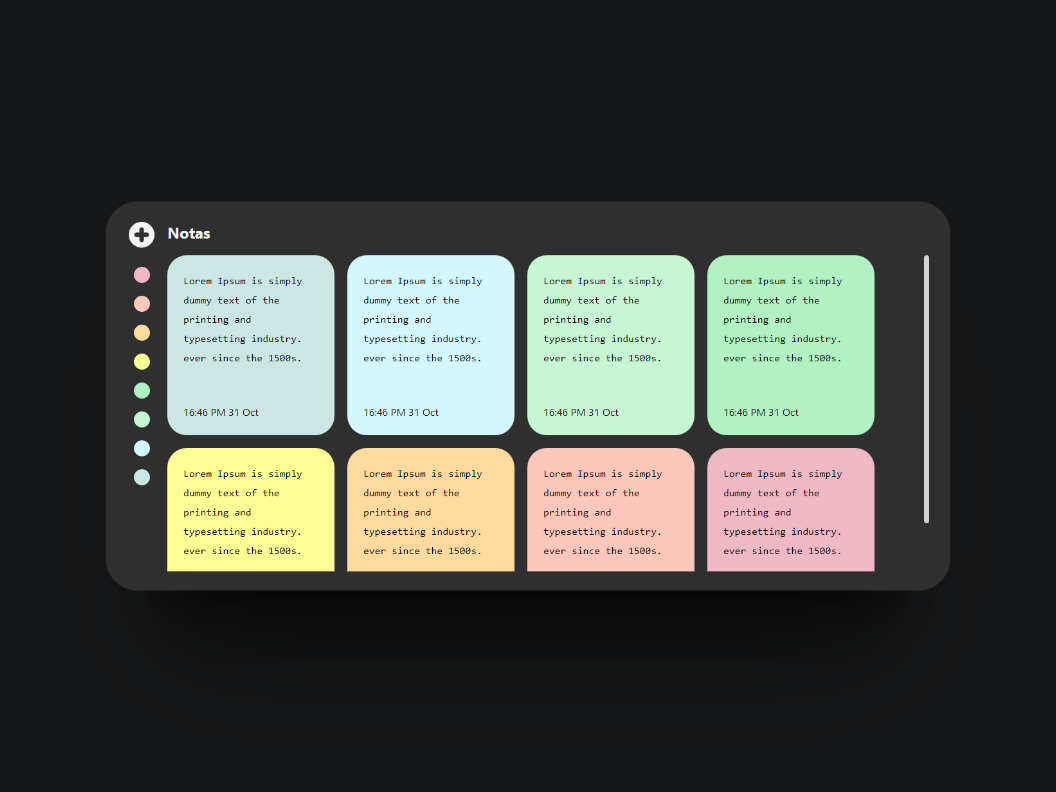 Notas
Lorem Ipsum is simply
dummy text of the
printing and
typesetting industry.
ever since the 1500s.
16:46 PM 31 Oct
Lorem Ipsum is simply
dummy text of the
printing and
typesetting industry.
ever since the 1500s.
16:46 PM 31 Oct
Lorem Ipsum is simply
dummy text of the
printing and
typesetting industry.
ever since the 1500s.
16:46 PM 31 Oct
Lorem Ipsum is simply
dummy text of the
printing and
typesetting industry.
ever since the 1500s.
16:46 PM 31 Oct
Lorem Ipsum is simply
dummy text of the
printing and
typesetting industry.
ever since the 1500s.
Lorem Ipsum is simply
dummy text of the
printing and
typesetting industry.
ever since the 1500s.
Lorem Ipsum is simply
dummy text of the
printing and
typesetting industry.
ever since the 1500s.
Lorem Ipsum is simply
dummy text of the
printing and
typesetting industry.
ever since the 1500s.